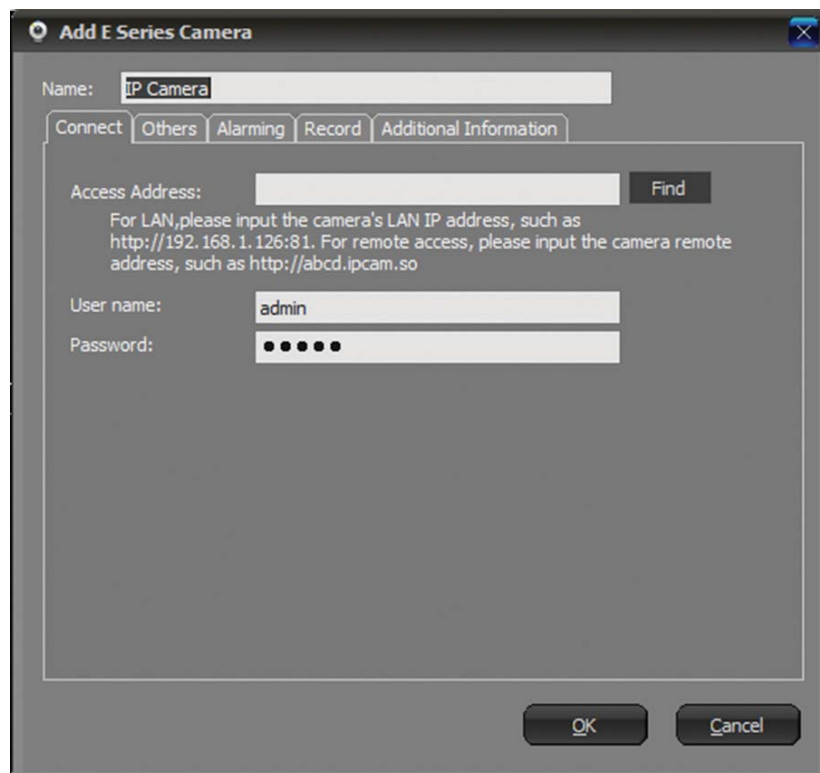 Add E Series Camera
Name: IP Camera
Connect Others Alarming Record Additional Information
Access Address: Find
For LAN,please input the camera's LAN IP address, such as
http://192.168.1.126:81. For remote access, please input the camera remote
address, such as http://abcd.ipcam.so
User name: admin
Password: ●●●●●
OK Cancel